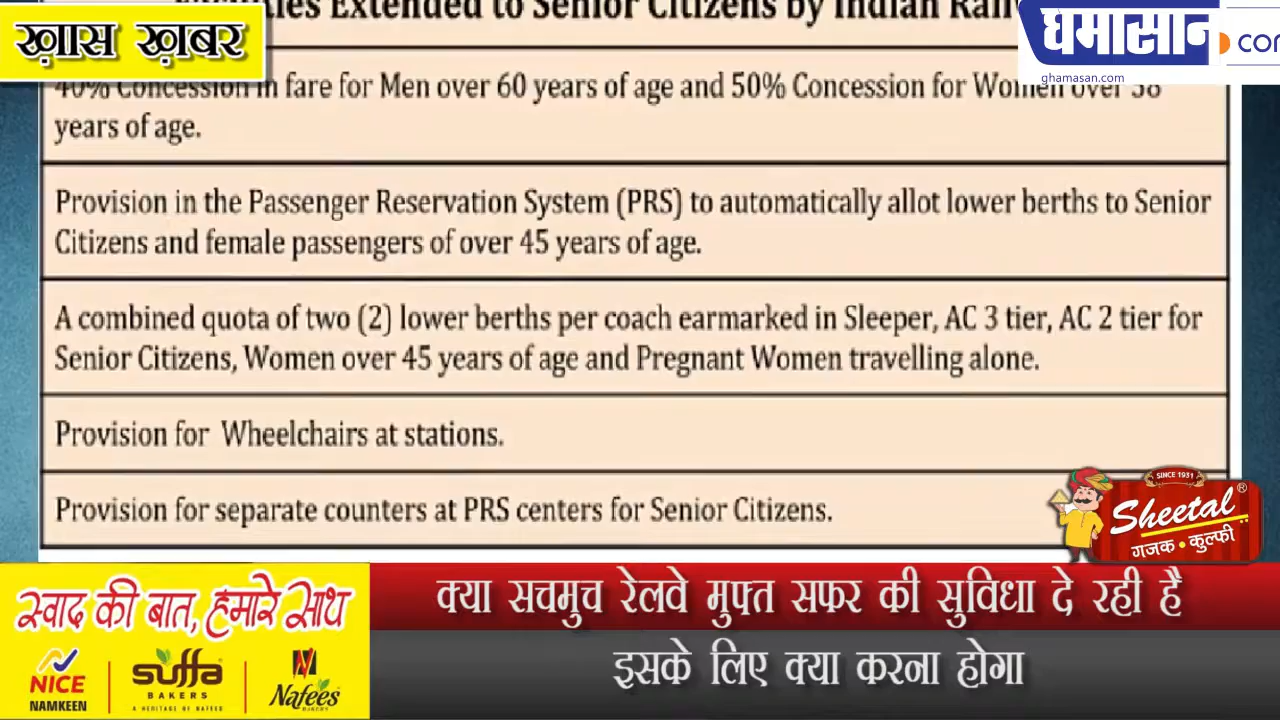 Facilities Extended to Senior Citizens by Indian Rail
ख़ास ख़बर
घमासान.com
ghamasan.com
40% Concession in fare for Men over 60 years of age and 50% Concession for Women over 58
years of age.
Provision in the Passenger Reservation System (PRS) to automatically allot lower berths to Senior
Citizens and female passengers of over 45 years of age.
A combined quota of two (2) lower berths per coach earmarked in Sleeper, AC 3 tier, AC 2 tier for
Senior Citizens, Women over 45 years of age and Pregnant Women travelling alone.
Provision for Wheelchairs at stations.
Provision for separate counters at PRS centers for Senior Citizens.
SINCE 1931
Sheetal®
गजक • कुल्फी
स्वाद की बात, हमारे साथ
NICE
NAMKEEN
suffa
BAKERS
A HERITAGE OF NAFEES
Nafees
BAKERY
क्या सचमुच रेलवे मुफ्त सफर की सुविधा दे रही है
इसके लिए क्या करना होगा